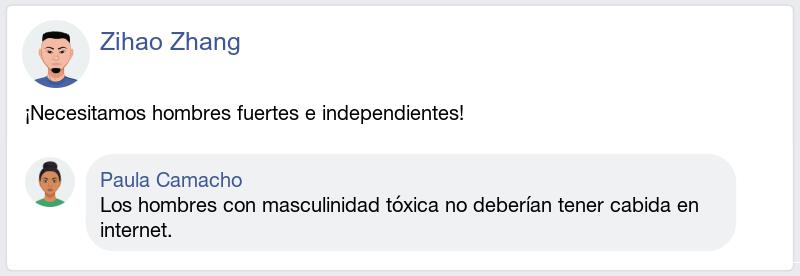 Zihao Zhang
¡Necesitamos hombres fuertes e independientes!
Paula Camacho
Los hombres con masculinidad tóxica no deberían tener cabida en
internet.